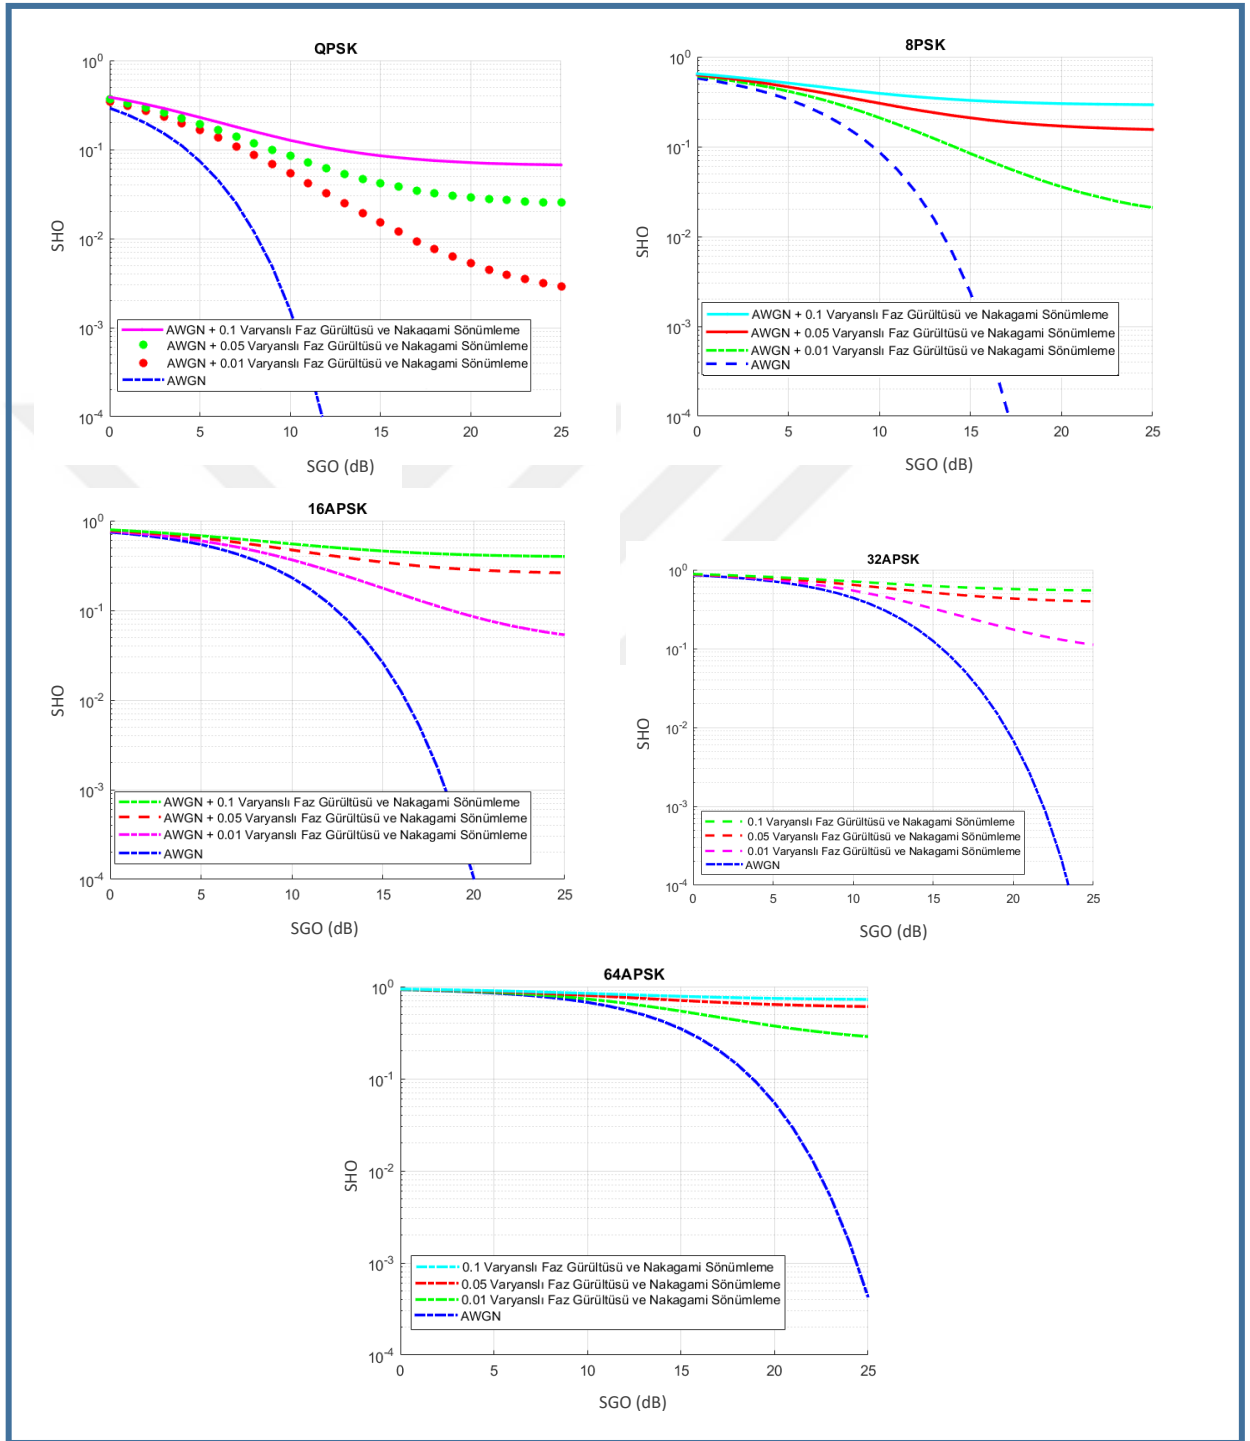 QPSK
10^0
10^-1
10^-2
10^-3
10^-4
SHO
AWGN + 0.1 Varyanslı Faz Gürültüsü ve Nakagami Sönümleme
AWGN + 0.05 Varyanslı Faz Gürültüsü ve Nakagami Sönümleme
AWGN + 0.01 Varyanslı Faz Gürültüsü ve Nakagami Sönümleme
AWGN
0 5 10 15 20 25
SGO (dB)
8PSK
10^0
10^-1
10^-2
10^-3
10^-4
SHO
AWGN + 0.1 Varyanslı Faz Gürültüsü ve Nakagami Sönümleme
AWGN + 0.05 Varyanslı Faz Gürültüsü ve Nakagami Sönümleme
AWGN + 0.01 Varyanslı Faz Gürültüsü ve Nakagami Sönümleme
AWGN
0 5 10 15 20 25
SGO (dB)
16APSK
10^0
10^-1
10^-2
10^-3
10^-4
SHO
AWGN + 0.1 Varyanslı Faz Gürültüsü ve Nakagami Sönümleme
AWGN + 0.05 Varyanslı Faz Gürültüsü ve Nakagami Sönümleme
AWGN + 0.01 Varyanslı Faz Gürültüsü ve Nakagami Sönümleme
AWGN
0 5 10 15 20 25
SGO (dB)
32APSK
10^0
10^-1
10^-2
10^-3
10^-4
SHO
0.1 Varyanslı Faz Gürültüsü ve Nakagami Sönümleme
0.05 Varyanslı Faz Gürültüsü ve Nakagami Sönümleme
0.01 Varyanslı Faz Gürültüsü ve Nakagami Sönümleme
AWGN
0 5 10 15 20 25
SGO (dB)
64APSK
10^0
10^-1
10^-2
10^-3
10^-4
SHO
0.1 Varyanslı Faz Gürültüsü ve Nakagami Sönümleme
0.05 Varyanslı Faz Gürültüsü ve Nakagami Sönümleme
0.01 Varyanslı Faz Gürültüsü ve Nakagami Sönümleme
AWGN
0 5 10 15 20 25
SGO (dB)